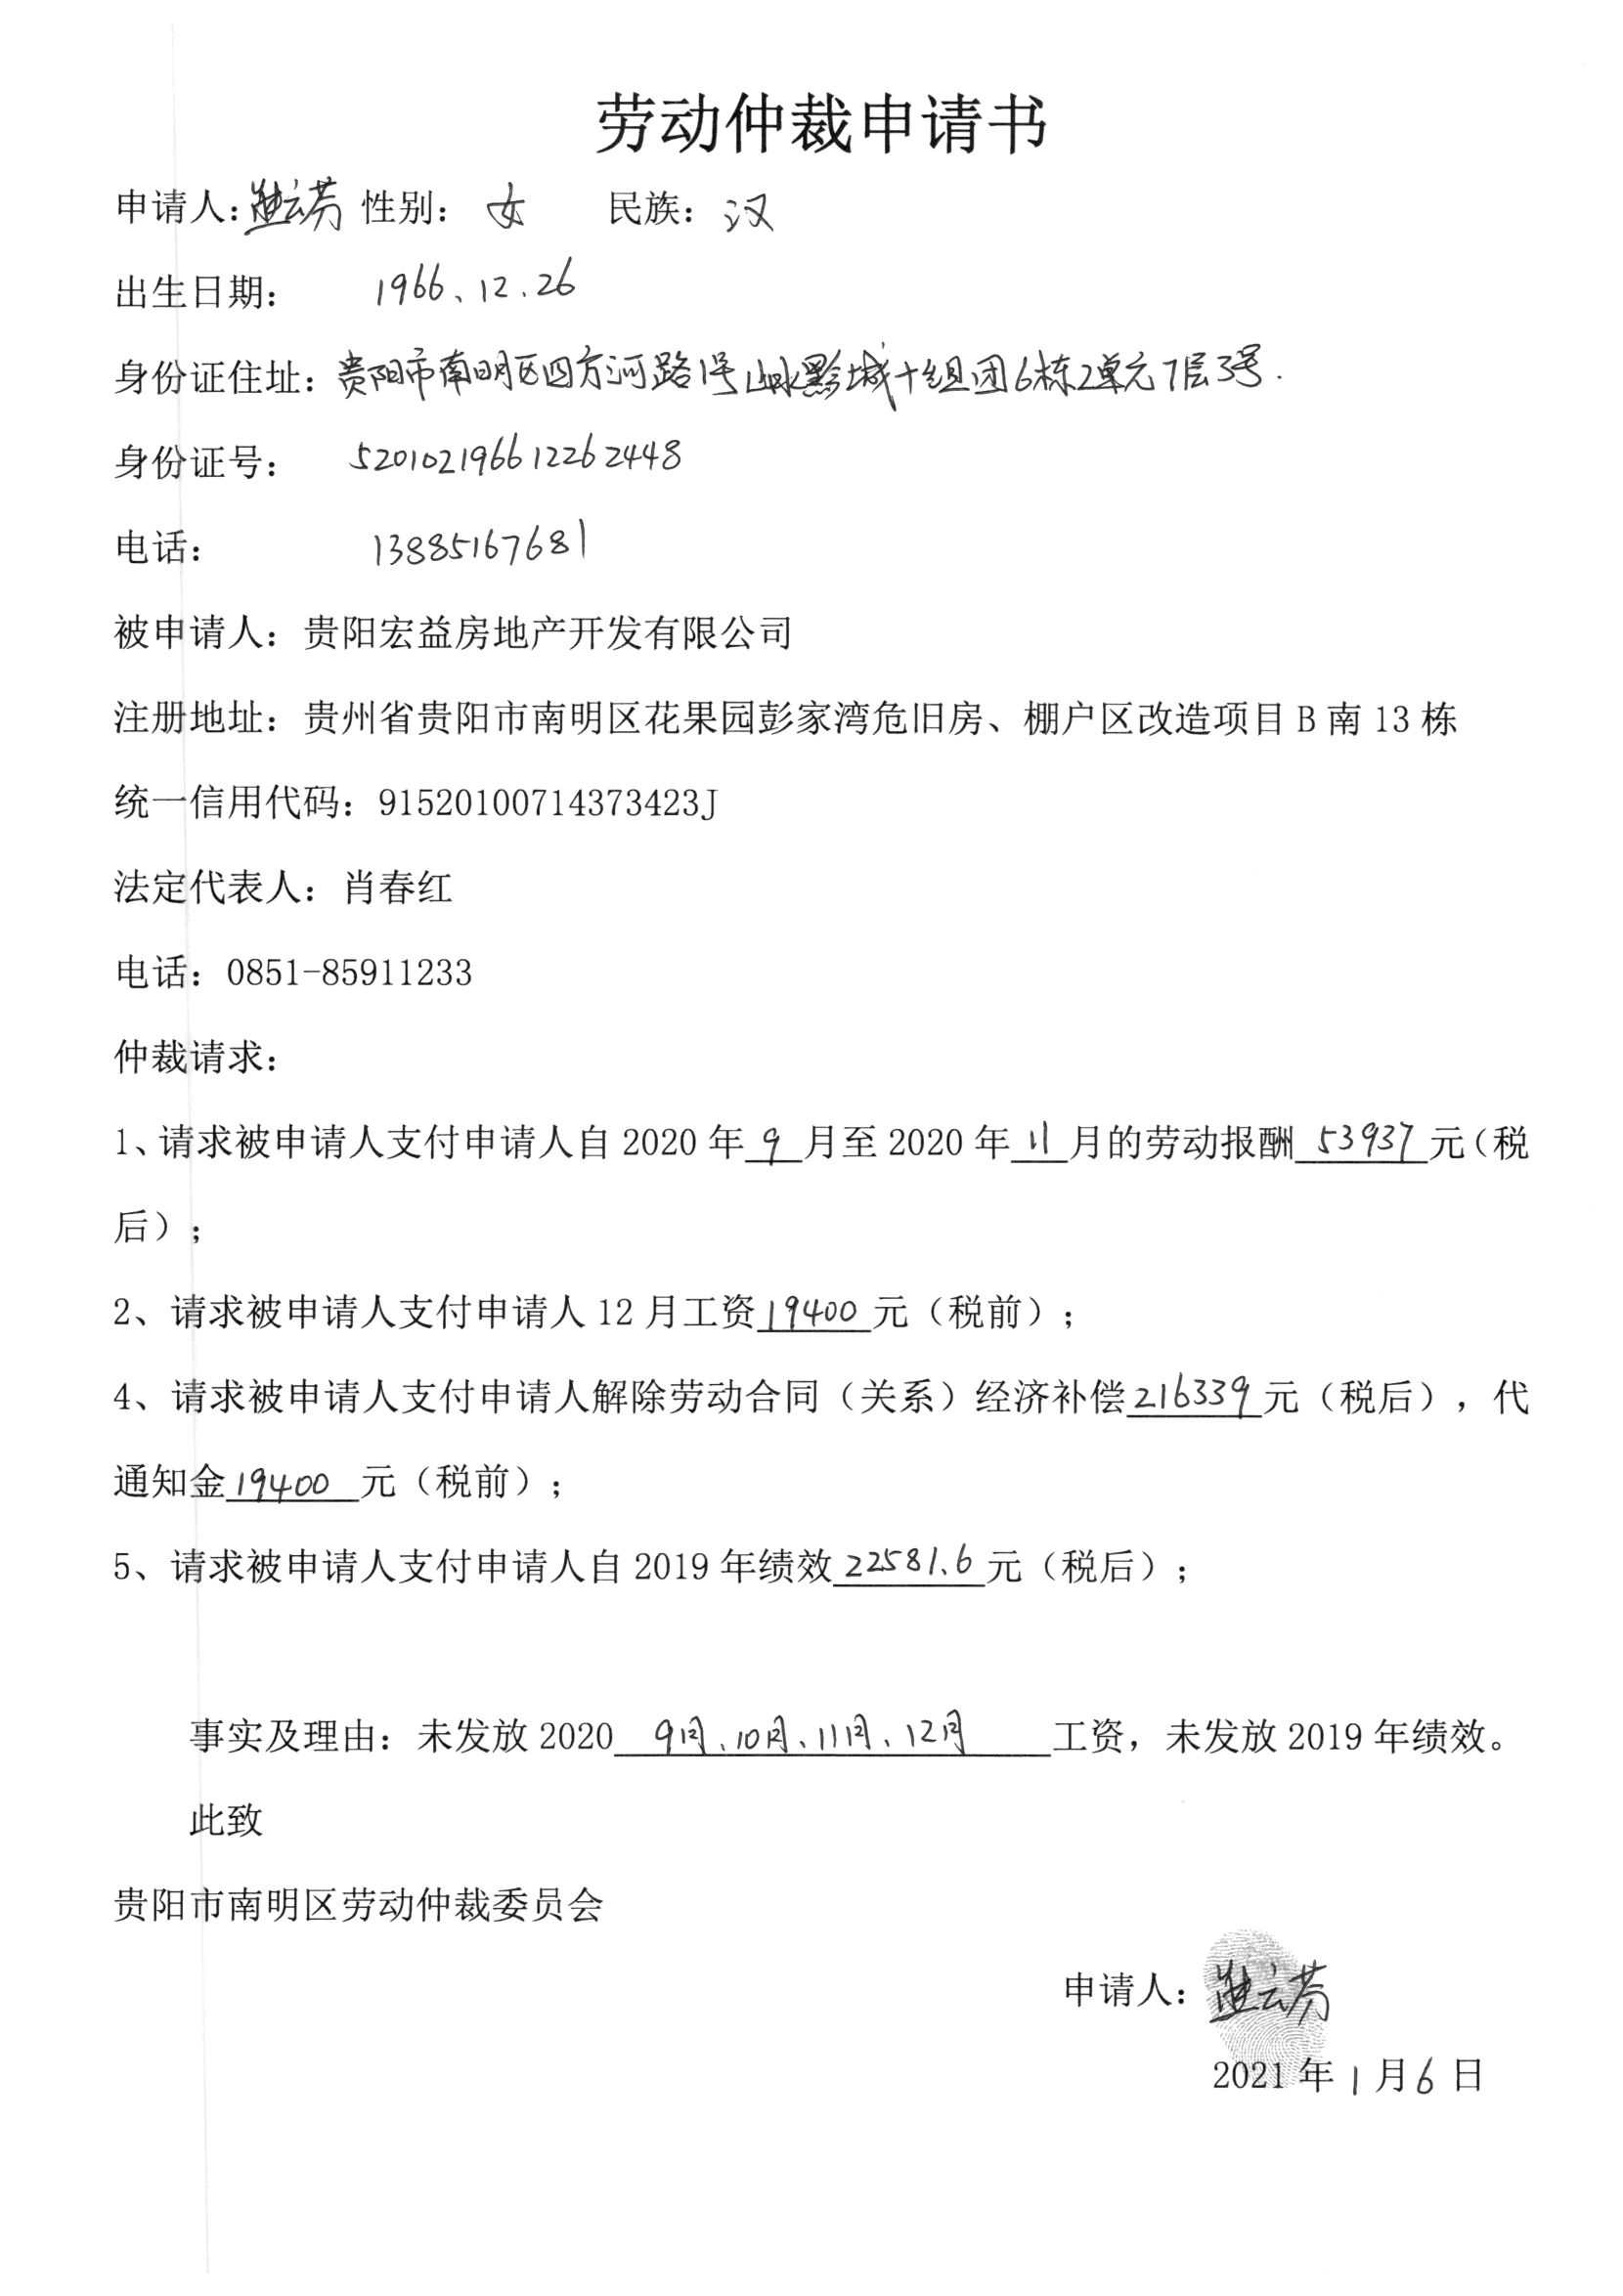 劳动仲裁申请书
申请人：云芳 性别： 女 民族： 汉
出生日期： 1966、12.26
身份证住址：贵阳市南明区四方河路1号山水黔城十组团6栋2单元7层3号.
身份证号： 520102196612262448
电话： 13885167681
被申请人：贵阳宏益房地产开发有限公司
注册地址：贵州省贵阳市南明区花果园彭家湾危旧房、棚户区改造项目 B 南 13 栋
统一信用代码：91520100714373423J
法定代表人：肖春红
电话：0851-85911233
仲裁请求：
1、请求被申请人支付申请人自 2020 年 9 月至 2020 年 11 月的劳动报酬 53937 元（税
后）；
2、请求被申请人支付申请人 12 月工资 19400 元（税前）；
4、请求被申请人支付申请人解除劳动合同（关系）经济补偿 216339 元（税后），代
通知金 19400 元（税前）；
5、请求被申请人支付申请人自 2019 年绩效 22581.6 元（税后）；
事实及理由：未发放 2020 9月、10月、11月、12月 工资，未发放 2019 年绩效。
此致
贵阳市南明区劳动仲裁委员会
申请人：云芳
2021 年 1 月 6 日